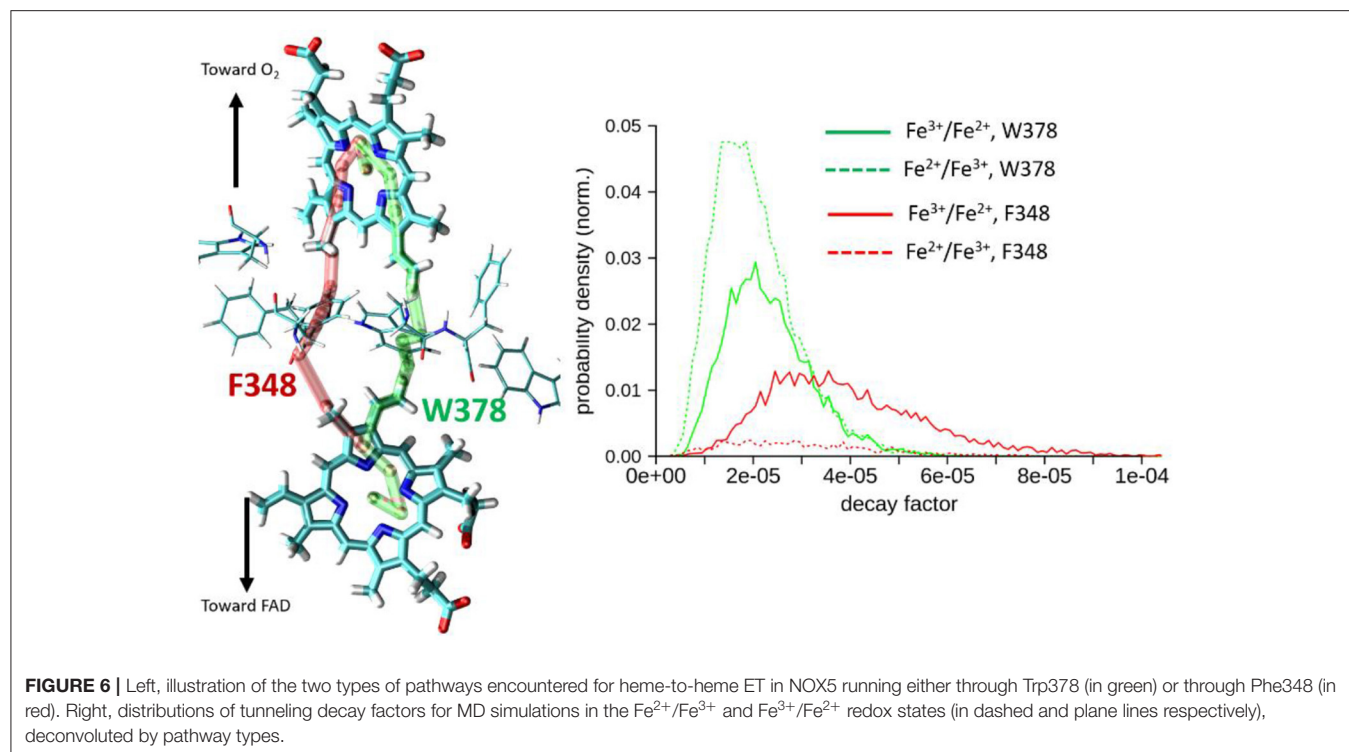 Toward O₂
F348
W378
Toward FAD
probability density (norm.)
0.05
0.04
0.03
0.02
0.01
0.00
0e+00 2e-05 4e-05 6e-05 8e-05 1e-04
decay factor
Fe³⁺/Fe²⁺, W378
Fe²⁺/Fe³⁺, W378
Fe³⁺/Fe²⁺, F348
Fe²⁺/Fe³⁺, F348
FIGURE 6 | Left, illustration of the two types of pathways encountered for heme-to-heme ET in NOX5 running either through Trp378 (in green) or through Phe348 (in
red). Right, distributions of tunneling decay factors for MD simulations in the Fe²⁺/Fe³⁺ and Fe³⁺/Fe²⁺ redox states (in dashed and plane lines respectively),
deconvoluted by pathway types.